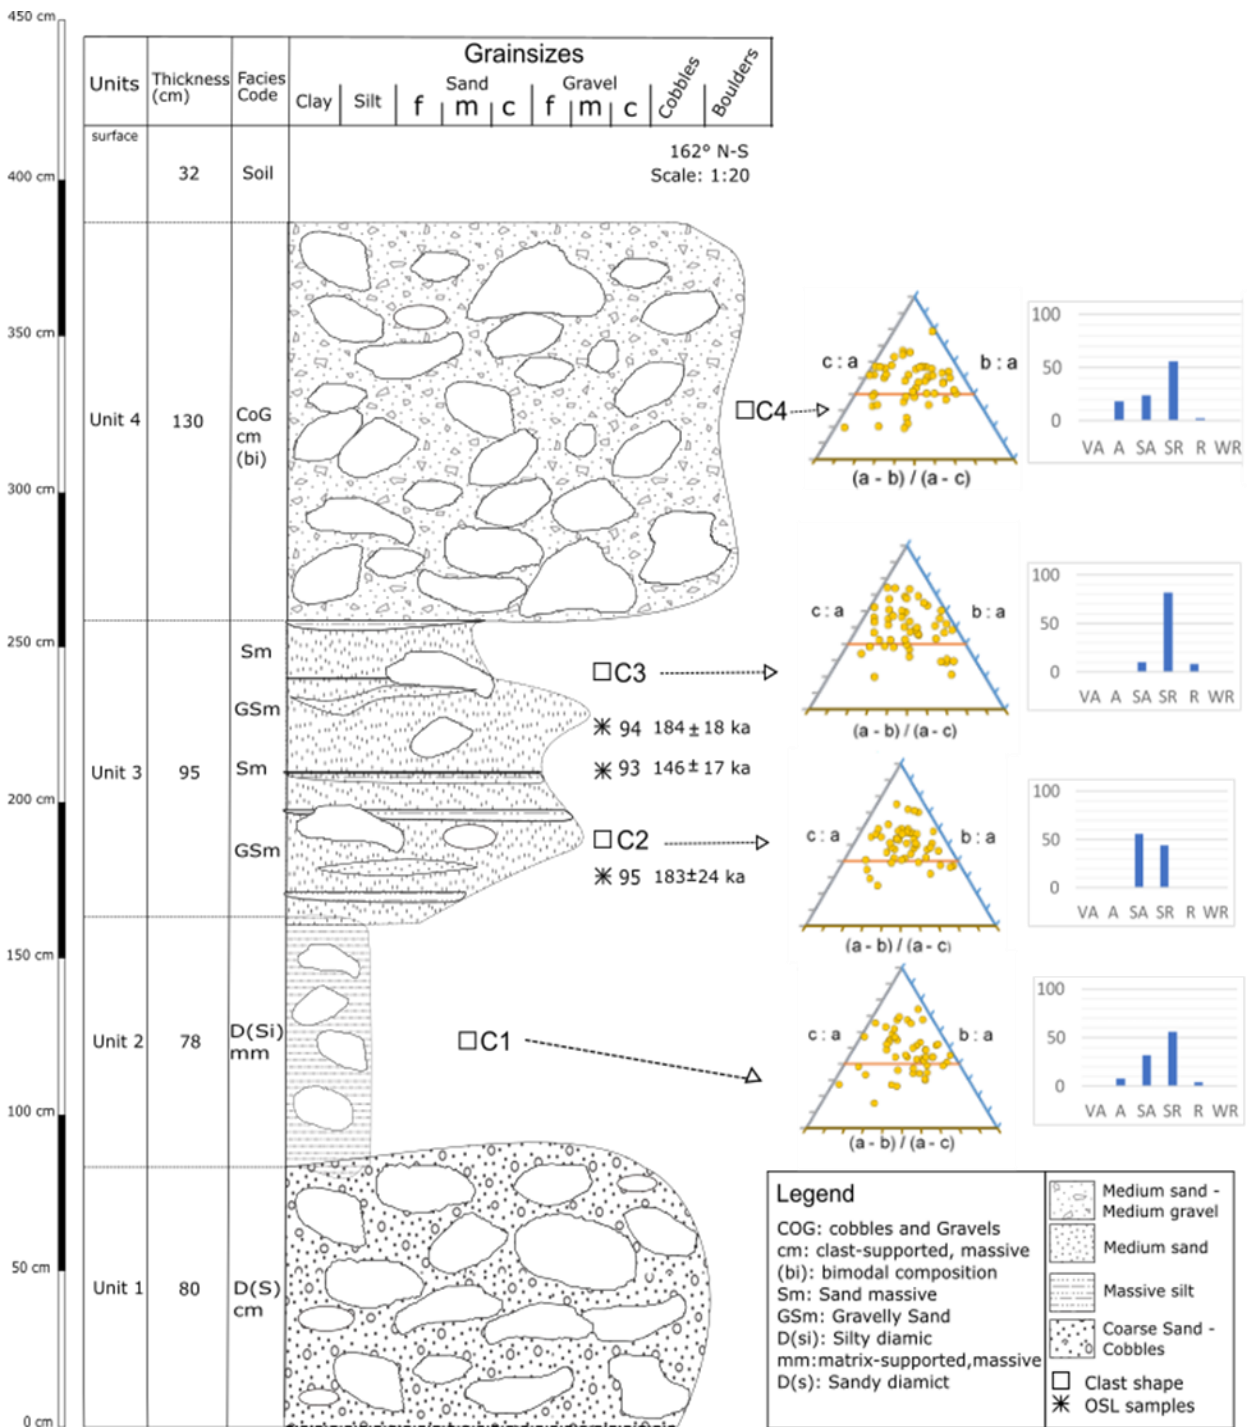 450 cm
400 cm
350 cm
300 cm
250 cm
200 cm
150 cm
100 cm
50 cm
0 cm
Units
Thickness (cm)
Facies Code
Grainsizes
Sand
Gravel
Cobbles
Boulders
Clay
Silt
f
m
c
f
m
c
surface
32
Soil
162° N-S
Scale: 1:20
Unit 4
130
CoG
cm
(bi)
C4
Unit 3
95
Sm
GSm
Sm
GSm
C3
94 184 ± 18 ka
93 146 ± 17 ka
C2
95 183±24 ka
Unit 2
78
D(Si)
mm
C1
Unit 1
80
D(S)
cm
c : a
b : a
(a - b) / (a - c)
100
50
0
VA A SA SR R WR
c : a
b : a
(a - b) / (a - c)
100
50
0
VA A SA SR R WR
c : a
b : a
(a - b) / (a - c)
100
50
0
VA A SA SR R WR
c : a
b : a
(a - b) / (a - c)
100
50
0
VA A SA SR R WR
Legend
COG: cobbles and Gravels
cm: clast-supported, massive
(bi): bimodal composition
Sm: Sand massive
GSm: Gravelly Sand
D(si): Silty diamic
mm:matrix-supported,massive
D(s): Sandy diamict
Medium sand -
Medium gravel
Medium sand
Massive silt
Coarse Sand -
Cobbles
Clast shape
OSL samples